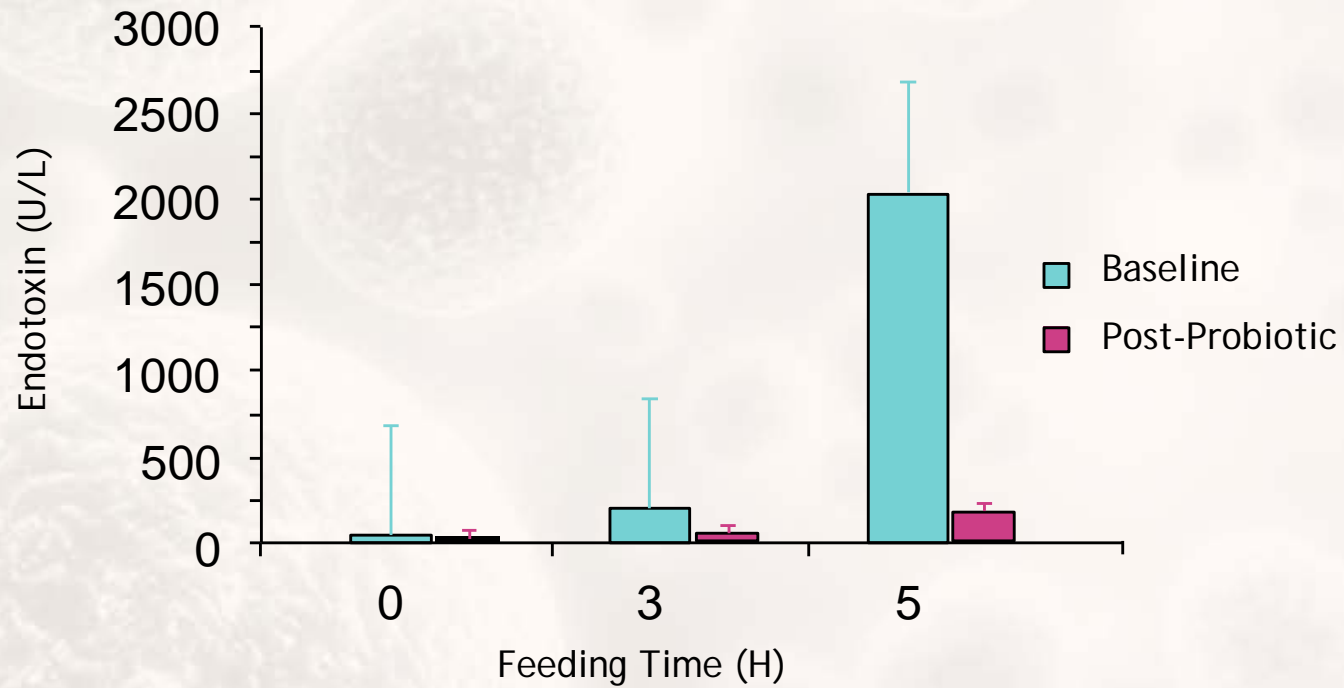 3000
2500
2000
1500
1000
500
0
Endotoxin (U/L)
0 3 5
Feeding Time (H)
Baseline
Post-Probiotic